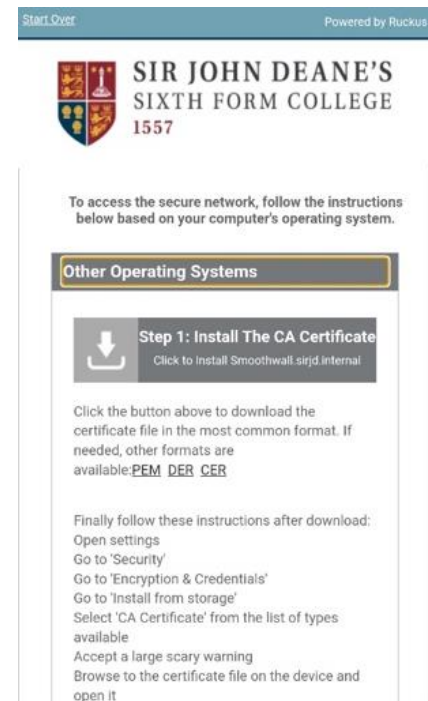 Start Over
Powered by Ruckus
SIR JOHN DEANE'S
SIXTH FORM COLLEGE
1557
To access the secure network, follow the instructions
below based on your computer's operating system.
Other Operating Systems
Step 1: Install The CA Certificate
Click to Install Smoothwall.sirjd.internal
Click the button above to download the
certificate file in the most common format. If
needed, other formats are
available:PEM DER CER
Finally follow these instructions after download:
Open settings
Go to 'Security'
Go to 'Encryption & Credentials'
Go to 'Install from storage'
Select 'CA Certificate' from the list of types
available
Accept a large scary warning
Browse to the certificate file on the device and
open it